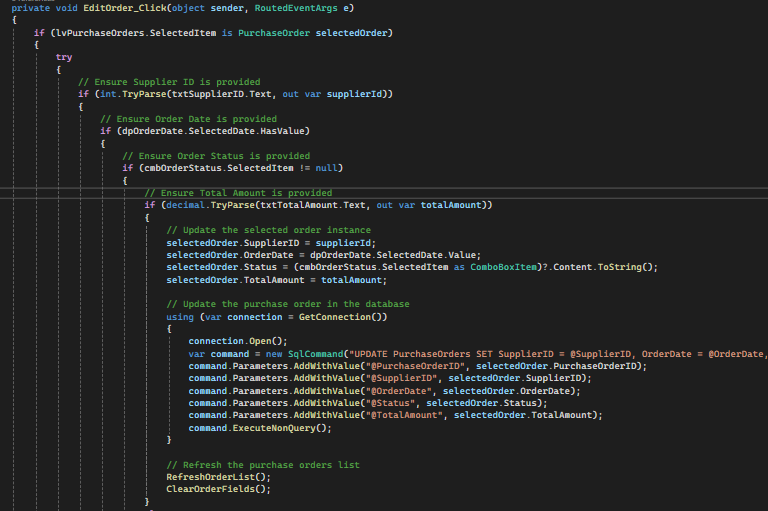 private void EditOrder_Click(object sender, RoutedEventArgs e)
{
if (lvPurchaseOrders.SelectedItem is PurchaseOrder selectedOrder)
{
try
{
// Ensure Supplier ID is provided
if (int.TryParse(txtSupplierID.Text, out var supplierId))
{
// Ensure Order Date is provided
if (dpOrderDate.SelectedDate.HasValue)
{
// Ensure Order Status is provided
if (cmbOrderStatus.SelectedItem != null)
{
// Ensure Total Amount is provided
if (decimal.TryParse(txtTotalAmount.Text, out var totalAmount))
{
// Update the selected order instance
selectedOrder.SupplierID = supplierId;
selectedOrder.OrderDate = dpOrderDate.SelectedDate.Value;
selectedOrder.Status = (cmbOrderStatus.SelectedItem as ComboBoxItem)?.Content.ToString();
selectedOrder.TotalAmount = totalAmount;
// Update the purchase order in the database
using (var connection = GetConnection())
{
connection.Open();
var command = new SqlCommand("UPDATE PurchaseOrders SET SupplierID = @SupplierID, OrderDate = @OrderDate,
command.Parameters.AddWithValue("@PurchaseOrderID", selectedOrder.PurchaseOrderID);
command.Parameters.AddWithValue("@SupplierID", selectedOrder.SupplierID);
command.Parameters.AddWithValue("@OrderDate", selectedOrder.OrderDate);
command.Parameters.AddWithValue("@Status", selectedOrder.Status);
command.Parameters.AddWithValue("@TotalAmount", selectedOrder.TotalAmount);
command.ExecuteNonQuery();
}
// Refresh the purchase orders list
RefreshOrderList();
ClearOrderFields();
}